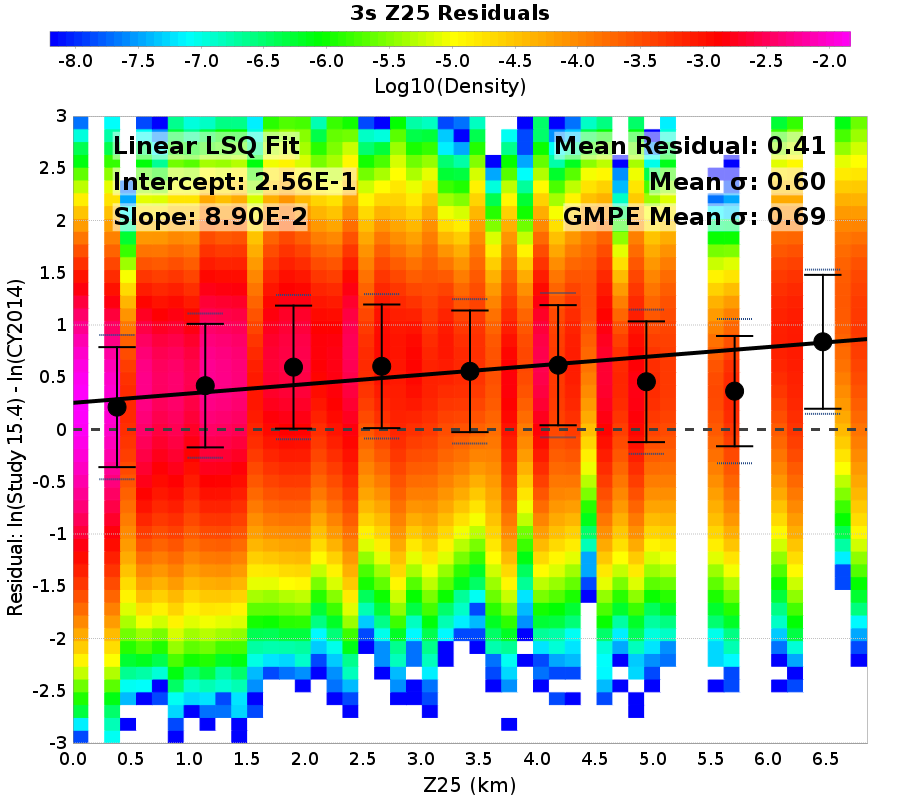 3s Z25 Residuals
-8.0 -7.5 -7.0 -6.5 -6.0 -5.5 -5.0 -4.5 -4.0 -3.5 -3.0 -2.5 -2.0
Log10(Density)
Linear LSQ Fit
Intercept: 2.56E-1
Slope: 8.90E-2
Mean Residual: 0.41
Mean σ: 0.60
GMPE Mean σ: 0.69
Residual: ln(Study 15.4) - ln(CY2014)
3
2.5
2
1.5
1
0.5
0
-0.5
-1
-1.5
-2
-2.5
-3
0.0 0.5 1.0 1.5 2.0 2.5 3.0 3.5 4.0 4.5 5.0 5.5 6.0 6.5
Z25 (km)